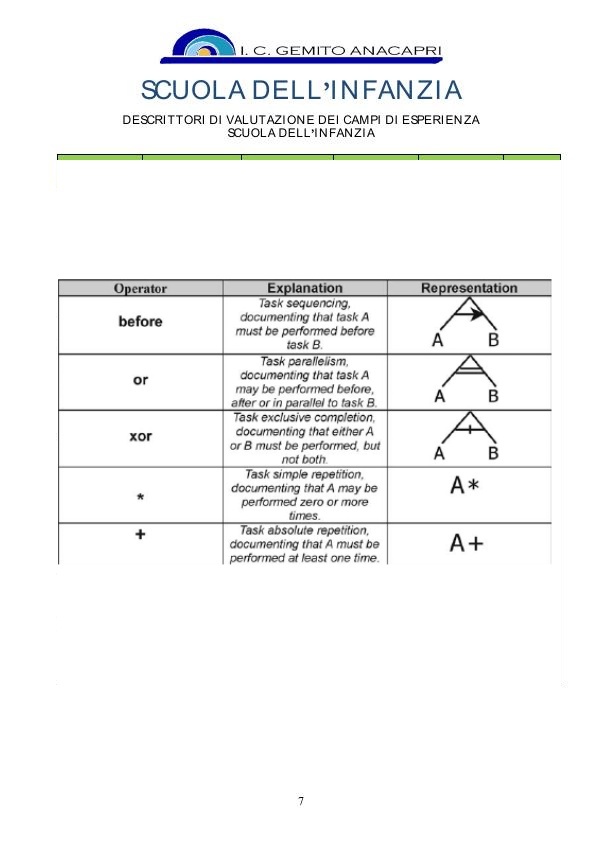 I. C. GEMITO ANACAPRI
SCUOLA DELL’INFANZIA
DESCRITTORI DI VALUTAZIONE DEI CAMPI DI ESPERIENZA
SCUOLA DELL’INFANZIA
Operator Explanation Representation
before
Task sequencing,
documenting that task A
must be performed before
task B.
A B
or
Task parallelism,
documenting that task A
may be performed before,
after or in parallel to task B.
A B
xor
Task exclusive completion,
documenting that either A
or B must be performed, but
not both.
A B
*
Task simple repetition,
documenting that A may be
performed zero or more
times.
A*
+
Task absolute repetition,
documenting that A must be
performed at least one time.
A+
7